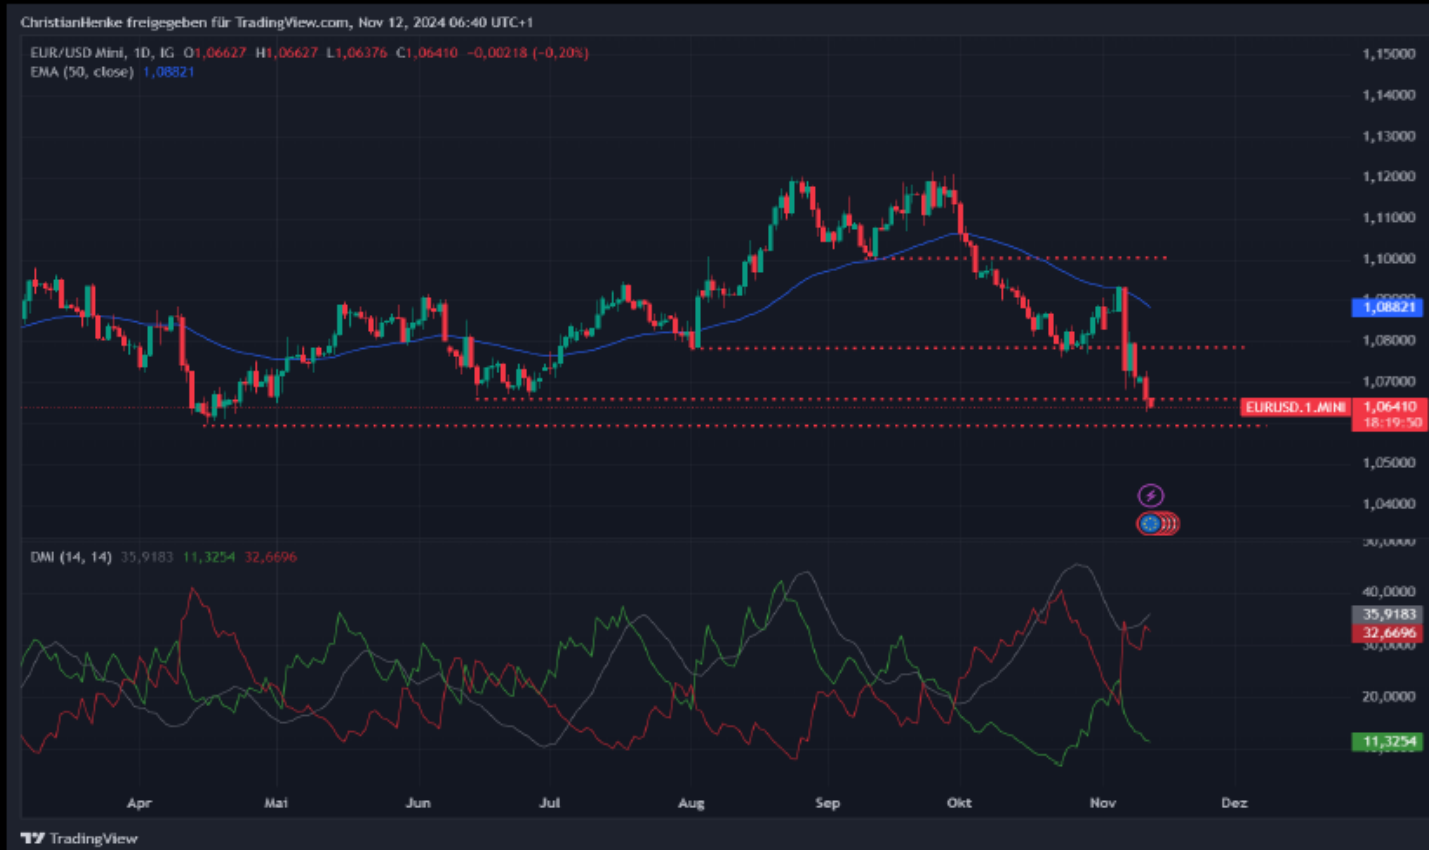 ChristianHenke freigegeben für TradingView.com, Nov 12, 2024 06:40 UTC+1
EUR/USD Mini, 1D, IG O1,06627 H1,06627 L1,06376 C1,06410 −0,00218 (−0,20%)
EMA (50, close) 1,08821
1,15000
1,14000
1,13000
1,12000
1,11000
1,10000
1,08821
1,08000
1,07000
EURUSD.1.MINI 1,06410
18:19:50
1,05000
1,04000
DMI (14, 14) 35,9183 11,3254 32,6696
50,0000
40,0000
35,9183
32,6696
30,0000
20,0000
11,3254
Apr Mai Jun Jul Aug Sep Okt Nov Dez
TradingView